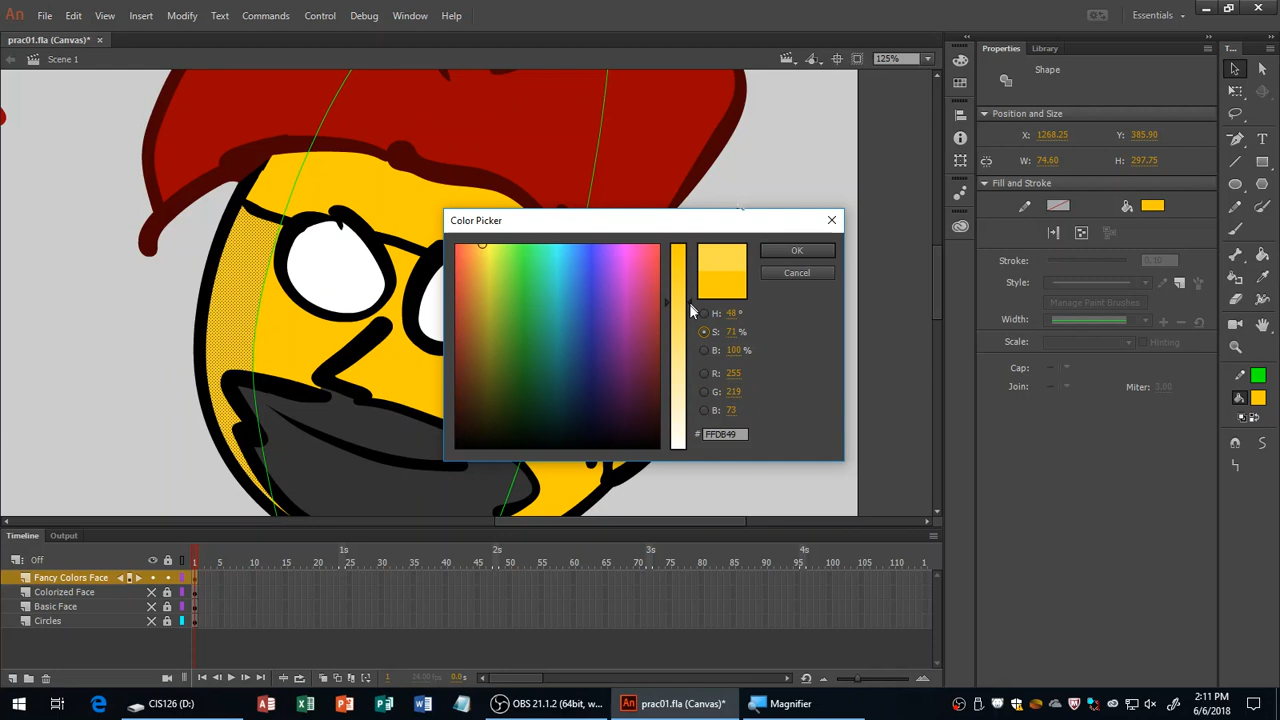 An File Edit View Insert Modify Text Commands Control Debug Window Help Essentials
prac01.fla (Canvas)* ×
Scene 1 125%
Properties Library T...
Shape
Position and Size
X: 1268.25 Y: 385.90
W: 74.60 H: 297.75
Fill and Stroke
Stroke: 0.10
Style:
Manage Paint Brushes
Width:
Scale: Hinting
Cap:
Join: Miter: 3.00
Color Picker
OK
Cancel
H: 48 °
S: 71 %
B: 100 %
R: 255
G: 219
B: 73
# FFDB49
Timeline Output
Off 1s 2s 3s 4s
1 5 10 15 20 25 30 35 40 45 50 55 60 65 70 75 80 85 90 95 100 105 110 1
Fancy Colors Face
Colorized Face
Basic Face
Circles
1 24.00 fps 0.0s
CIS126 (D:) OBS 21.1.2 (64bit, w... An prac01.fla (Canvas)* Magnifier
2:11 PM
6/6/2018